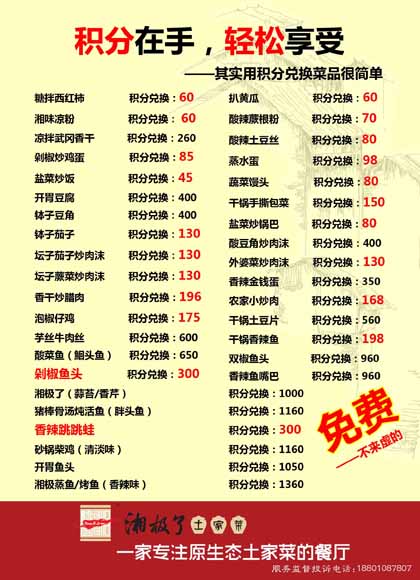 积分在手，轻松享受
——其实用积分兑换菜品很简单
糖拌西红柿 积分兑换：60
湘味凉粉 积分兑换：60
凉拌武冈香干 积分兑换：260
剁椒炒鸡蛋 积分兑换：85
盐菜炒饭 积分兑换：45
开胃豆腐 积分兑换：400
钵子豆角 积分兑换：400
钵子茄子 积分兑换：130
坛子茄子炒肉沫 积分兑换：130
坛子蕨菜炒肉沫 积分兑换：130
香干炒腊肉 积分兑换：196
泡椒仔鸡 积分兑换：175
芋丝牛肉丝 积分兑换：600
酸菜鱼（鮰头鱼） 积分兑换：650
剁椒鱼头 积分兑换：300
扒黄瓜 积分兑换：60
酸辣蕨根粉 积分兑换：70
酸辣土豆丝 积分兑换：80
蒸水蛋 积分兑换：98
蔬菜馒头 积分兑换：80
干锅手撕包菜 积分兑换：150
盐菜炒锅巴 积分兑换：80
酸豆角炒肉沫 积分兑换：400
外婆菜炒肉沫 积分兑换：130
香辣金钱蛋 积分兑换：350
农家小炒肉 积分兑换：168
干锅土豆片 积分兑换：560
干锅香辣鱼 积分兑换：198
双椒鱼头 积分兑换：960
香辣鱼嘴巴 积分兑换：960
湘极了（蒜苔/香芹） 积分兑换：1000
猪棒骨汤炖活鱼（胖头鱼） 积分兑换：1160
香辣跳跳蛙 积分兑换：300
砂锅柴鸡（清淡味） 积分兑换：1160
开胃鱼头 积分兑换：1050
湘极蒸鱼/烤鱼（香辣味） 积分兑换：1360
免费
——不来虚的
湘极了 土家菜
一家专注原生态土家菜的餐厅
服务监督投诉电话:18801087807